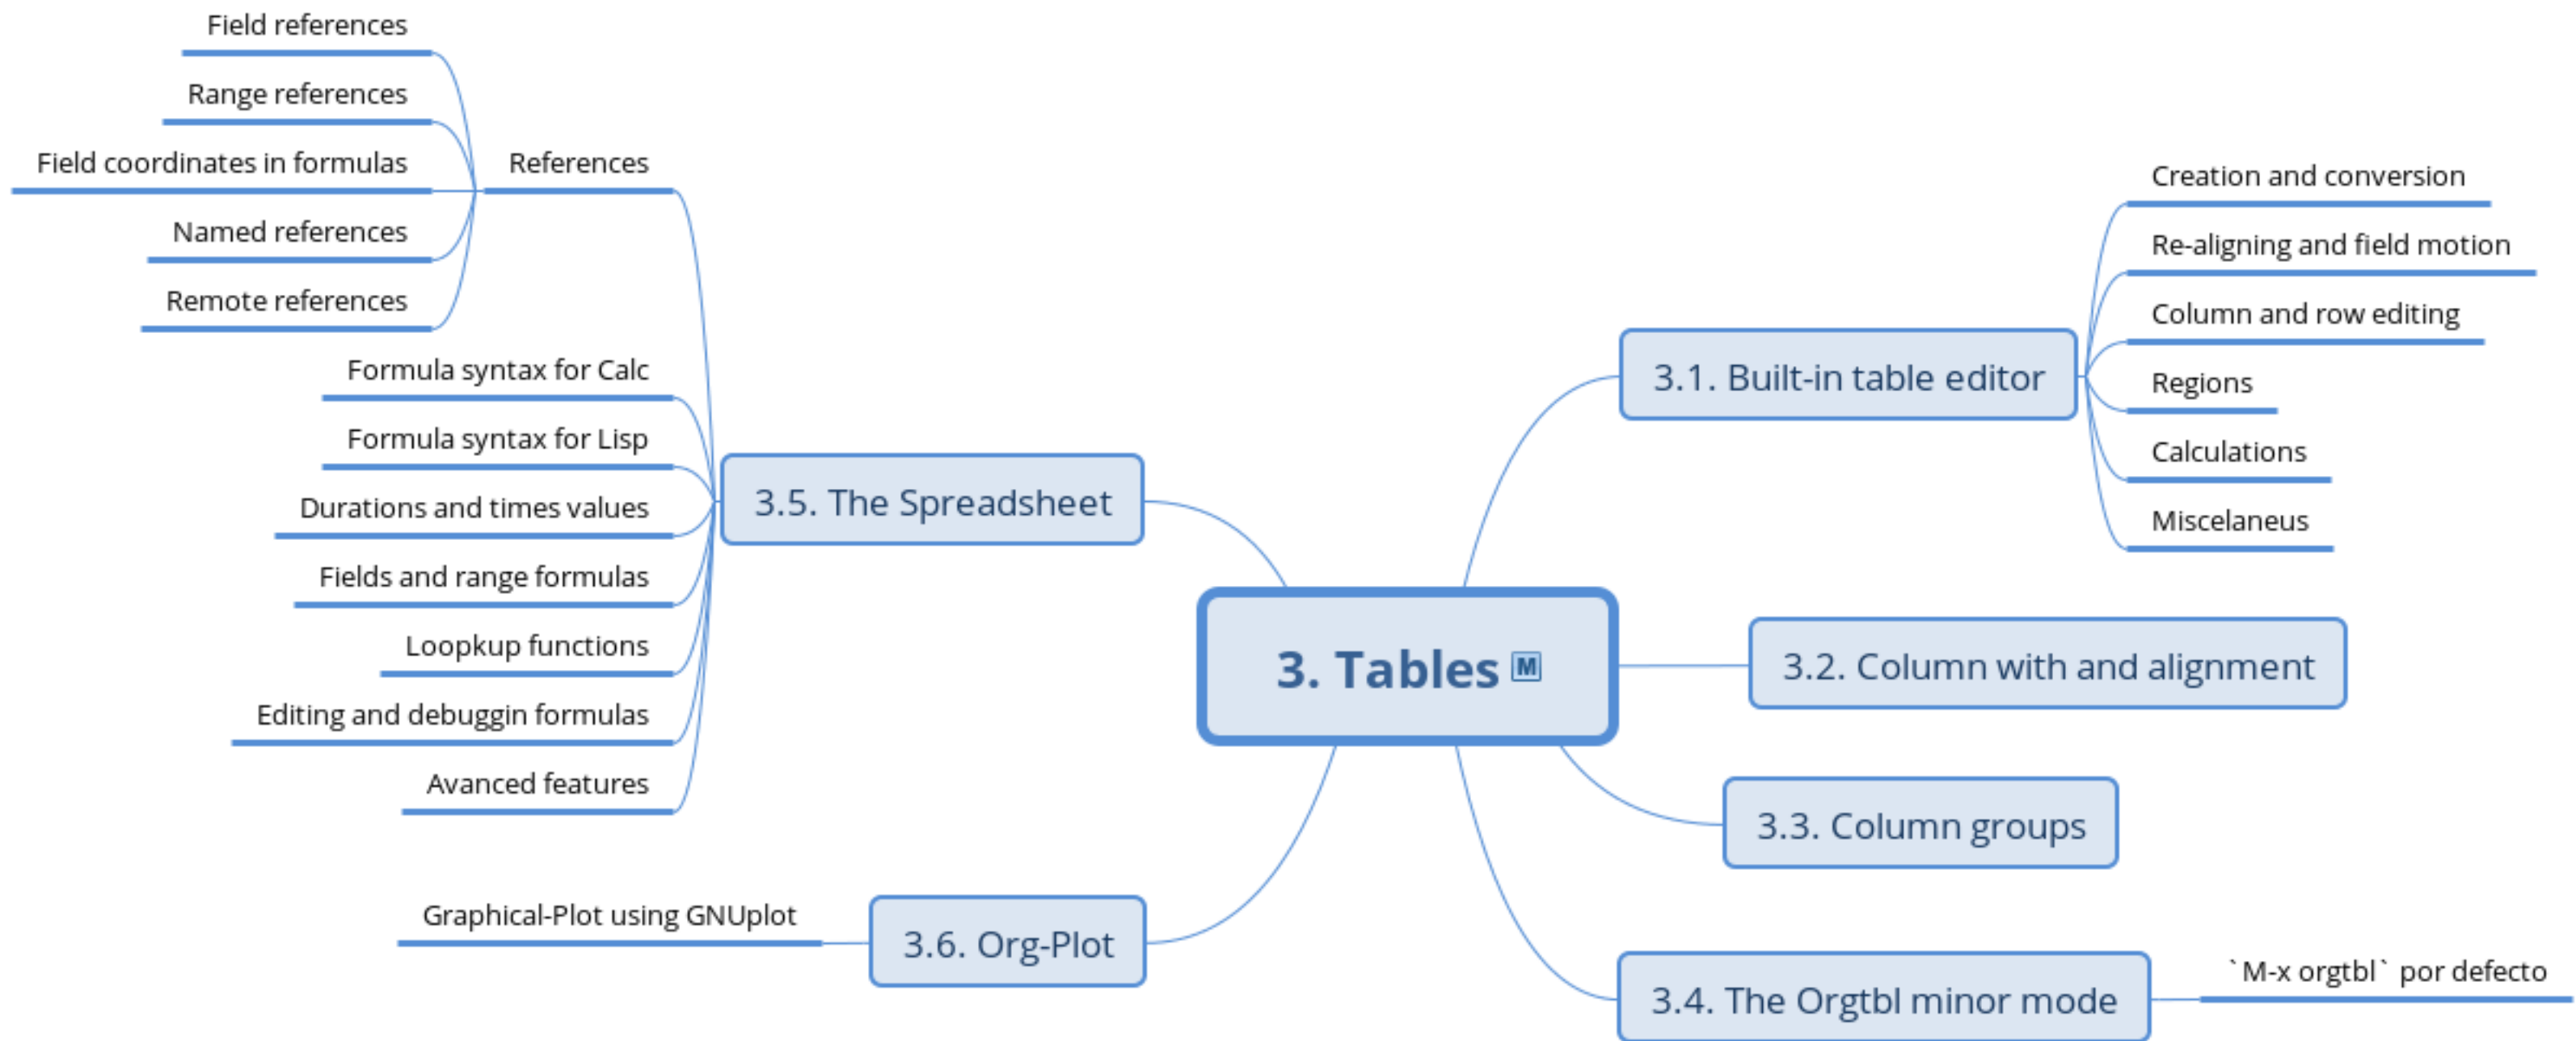 3. Tables M
3.1. Built-in table editor
Creation and conversion
Re-aligning and field motion
Column and row editing
Regions
Calculations
Miscelaneus
3.2. Column with and alignment
3.3. Column groups
3.4. The Orgtbl minor mode
`M-x orgtbl` por defecto
3.5. The Spreadsheet
References
Field references
Range references
Field coordinates in formulas
Named references
Remote references
Formula syntax for Calc
Formula syntax for Lisp
Durations and times values
Fields and range formulas
Loopkup functions
Editing and debuggin formulas
Avanced features
3.6. Org-Plot
Graphical-Plot using GNUplot